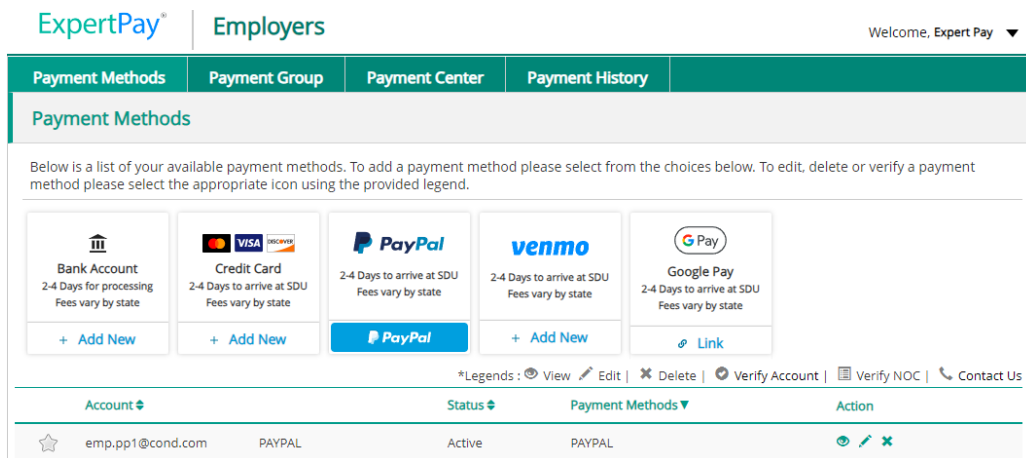 ExpertPay® Employers Welcome, Expert Pay
Payment Methods Payment Group Payment Center Payment History
Payment Methods
Below is a list of your available payment methods. To add a payment method please select from the choices below. To edit, delete or verify a payment
method please select the appropriate icon using the provided legend.
Bank Account
2-4 Days for processing
Fees vary by state
+ Add New
VISA DISCOVER
Credit Card
2-4 Days to arrive at SDU
Fees vary by state
+ Add New
PayPal
2-4 Days to arrive at SDU
Fees vary by state
PayPal
venmo
2-4 Days to arrive at SDU
Fees vary by state
+ Add New
G Pay
Google Pay
2-4 Days to arrive at SDU
Fees vary by state
Link
*Legends : View Edit | Delete | Verify Account | Verify NOC | Contact Us
Account Status Payment Methods Action
emp.pp1@cond.com PAYPAL Active PAYPAL